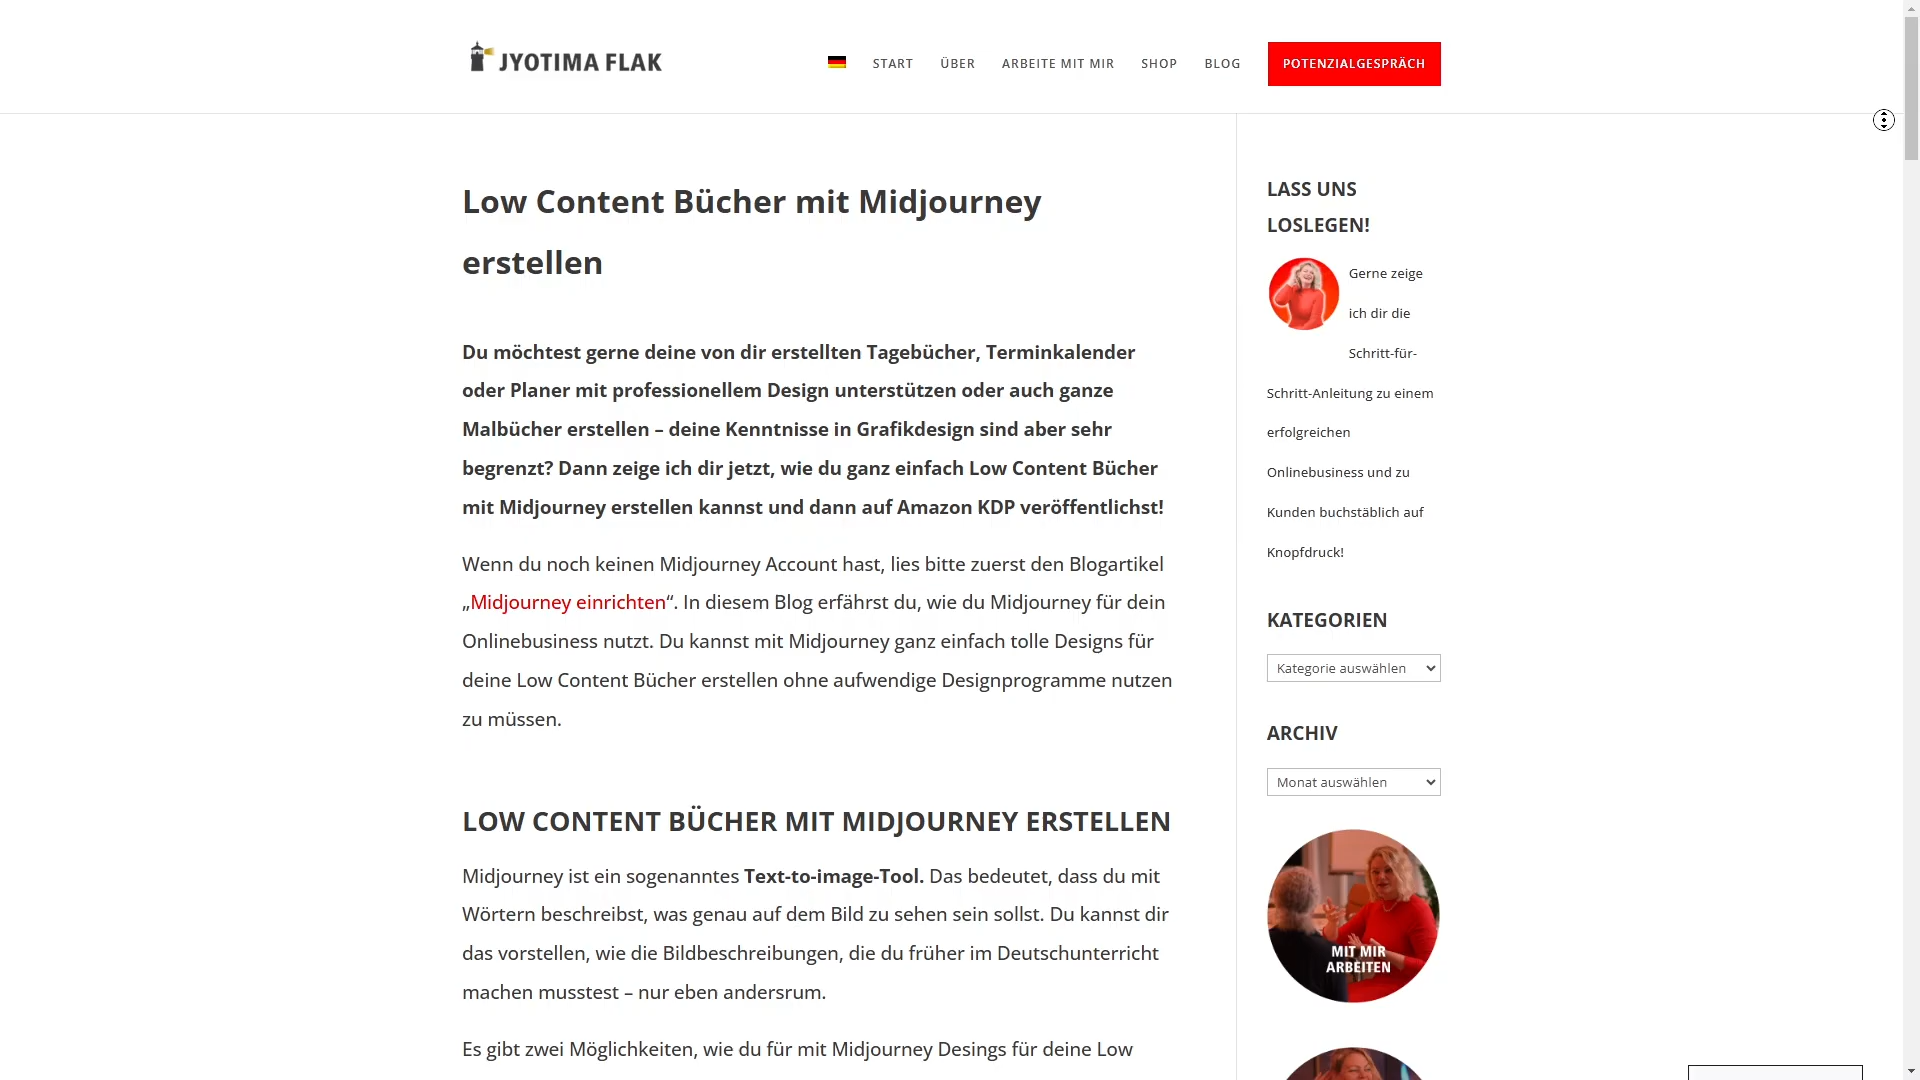 JYOTIMA FLAK
START
ÜBER
ARBEITE MIT MIR
SHOP
BLOG
POTENZIALGESPRÄCH
Low Content Bücher mit Midjourney
erstellen
Du möchtest gerne deine von dir erstellten Tagebücher, Terminkalender
oder Planer mit professionellem Design unterstützen oder auch ganze
Malbücher erstellen – deine Kenntnisse in Grafikdesign sind aber sehr
begrenzt? Dann zeige ich dir jetzt, wie du ganz einfach Low Content Bücher
mit Midjourney erstellen kannst und dann auf Amazon KDP veröffentlichst!
Wenn du noch keinen Midjourney Account hast, lies bitte zuerst den Blogartikel
„Midjourney einrichten“. In diesem Blog erfährst du, wie du Midjourney für dein
Onlinebusiness nutzt. Du kannst mit Midjourney ganz einfach tolle Designs für
deine Low Content Bücher erstellen ohne aufwendige Designprogramme nutzen
zu müssen.
LOW CONTENT BÜCHER MIT MIDJOURNEY ERSTELLEN
Midjourney ist ein sogenanntes Text-to-image-Tool. Das bedeutet, dass du mit
Wörtern beschreibst, was genau auf dem Bild zu sehen sein sollst. Du kannst dir
das vorstellen, wie die Bildbeschreibungen, die du früher im Deutschunterricht
machen musstest – nur eben andersrum.
Es gibt zwei Möglichkeiten, wie du für mit Midjourney Desings für deine Low
LASS UNS
LOSLEGEN!
Gerne zeige
ich dir die
Schritt-für-
Schritt-Anleitung zu einem
erfolgreichen
Onlinebusiness und zu
Kunden buchstäblich auf
Knopfdruck!
KATEGORIEN
Kategorie auswählen
ARCHIV
Monat auswählen
MIT MIR
ARBEITEN